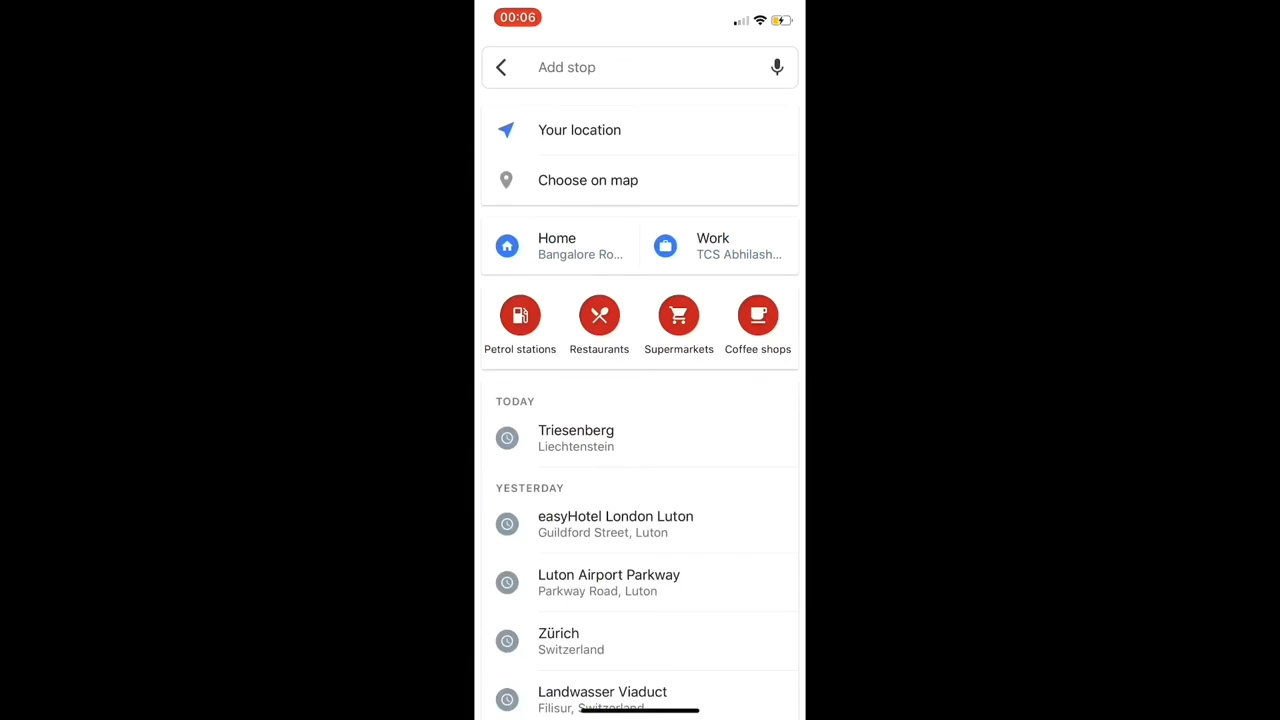 00:06
Add stop
Your location
Choose on map
Home
Bangalore Ro...
Work
TCS Abhilash...
Petrol stations
Restaurants
Supermarkets
Coffee shops
TODAY
Triesenberg
Liechtenstein
YESTERDAY
easyHotel London Luton
Guildford Street, Luton
Luton Airport Parkway
Parkway Road, Luton
Zürich
Switzerland
Landwasser Viaduct
Filisur, Switzerland